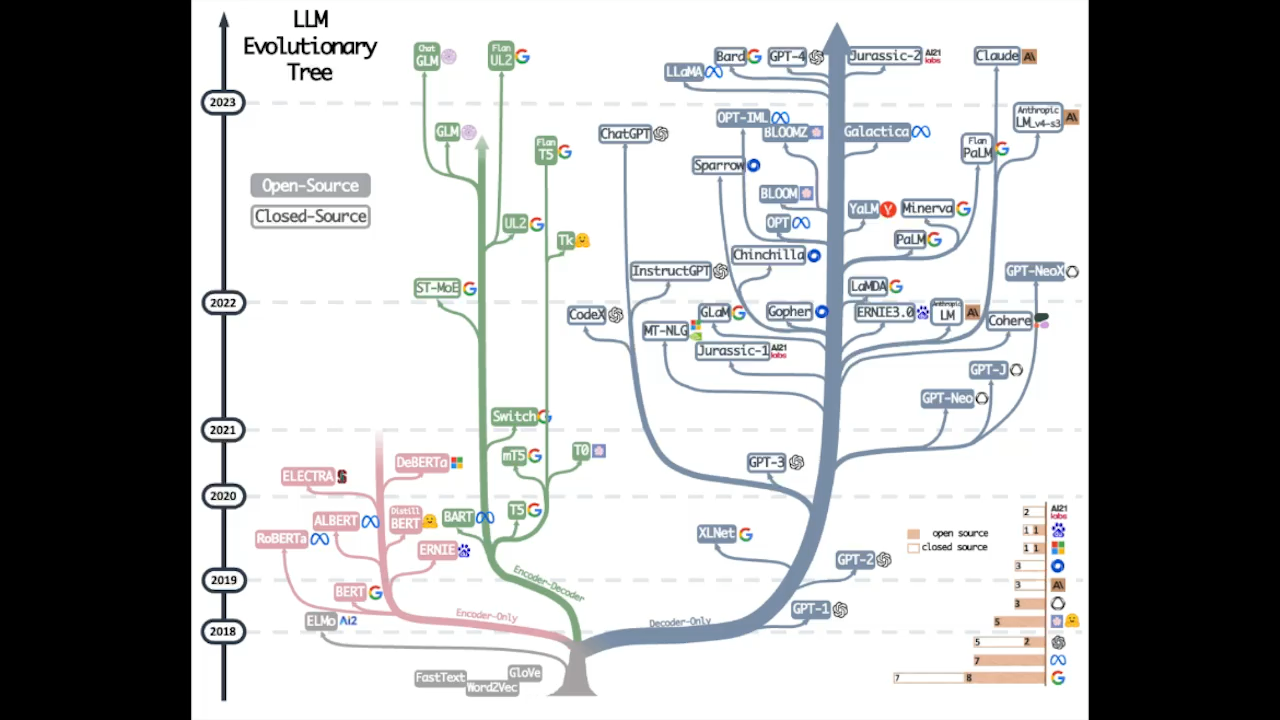 LLM
Evolutionary
Tree
2023
2022
2021
2020
2019
2018
Open-Source
Closed-Source
Chat
GLM
Flan
UL2
GLM
Flan
T5
UL2
Tk
ST-MoE
Switch
mT5
T0
T5
BART
DeBERTa
ELECTRA
ALBERT
Distill
BERT
RoBERTa
ERNIE
BERT
ELMo
Ai2
FastText
Word2Vec
GloVe
Encoder-Only
Encoder-Decoder
Decoder-Only
Bard
GPT-4
Jurassic-2
AI21
labs
Claude
A\
LLaMA
OPT-IML
BLOOMZ
Galactica
Anthropic
LM_v4-s3
A\
ChatGPT
Flan
PaLM
Sparrow
BLOOM
YaLM
Y
Minerva
OPT
PaLM
Chinchilla
InstructGPT
GPT-NeoX
LaMDA
CodeX
GLaM
Gopher
ERNIE3.0
Anthropic
LM
A\
Cohere
MT-NLG
Jurassic-1
AI21
labs
GPT-J
GPT-Neo
GPT-3
XLNet
GPT-2
GPT-1
open source
closed source
2
AI21
labs
1 1
1 1
3
3
A\
3
5
5 2
7
7 8